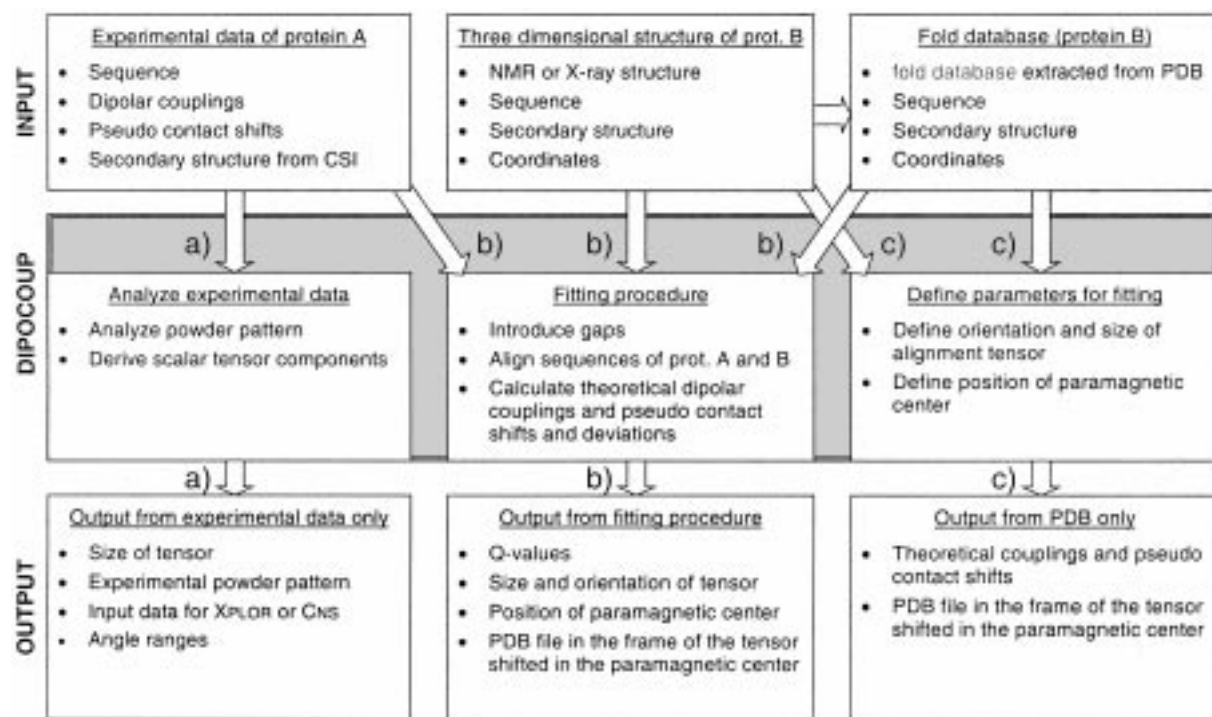 INPUT
Experimental data of protein A
• Sequence
• Dipolar couplings
• Pseudo contact shifts
• Secondary structure from CSI
Three dimensional structure of prot. B
• NMR or X-ray structure
• Sequence
• Secondary structure
• Coordinates
Fold database (protein B)
• fold database extracted from PDB
• Sequence
• Secondary structure
• Coordinates
DIPOCOUP
a)
b)
b)
b)
c)
c)
Analyze experimental data
• Analyze powder pattern
• Derive scalar tensor components
Fitting procedure
• Introduce gaps
• Align sequences of prot. A and B
• Calculate theoretical dipolar
couplings and pseudo contact
shifts and deviations
Define parameters for fitting
• Define orientation and size of
alignment tensor
• Define position of paramagnetic
center
OUTPUT
a)
b)
c)
Output from experimental data only
• Size of tensor
• Experimental powder pattern
• Input data for XPLOR or CNS
• Angle ranges
Output from fitting procedure
• Q-values
• Size and orientation of tensor
• Position of paramagnetic center
• PDB file in the frame of the tensor
shifted in the paramagnetic center
Output from PDB only
• Theoretical couplings and pseudo
contact shifts
• PDB file in the frame of the tensor
shifted in the paramagnetic center